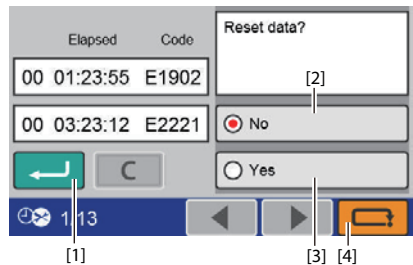 Elapsed Code
00 01:23:55 E1902
00 03:23:12 E2221
C
1/13
Reset data?
[2]
No
Yes
[1]
[3]
[4]